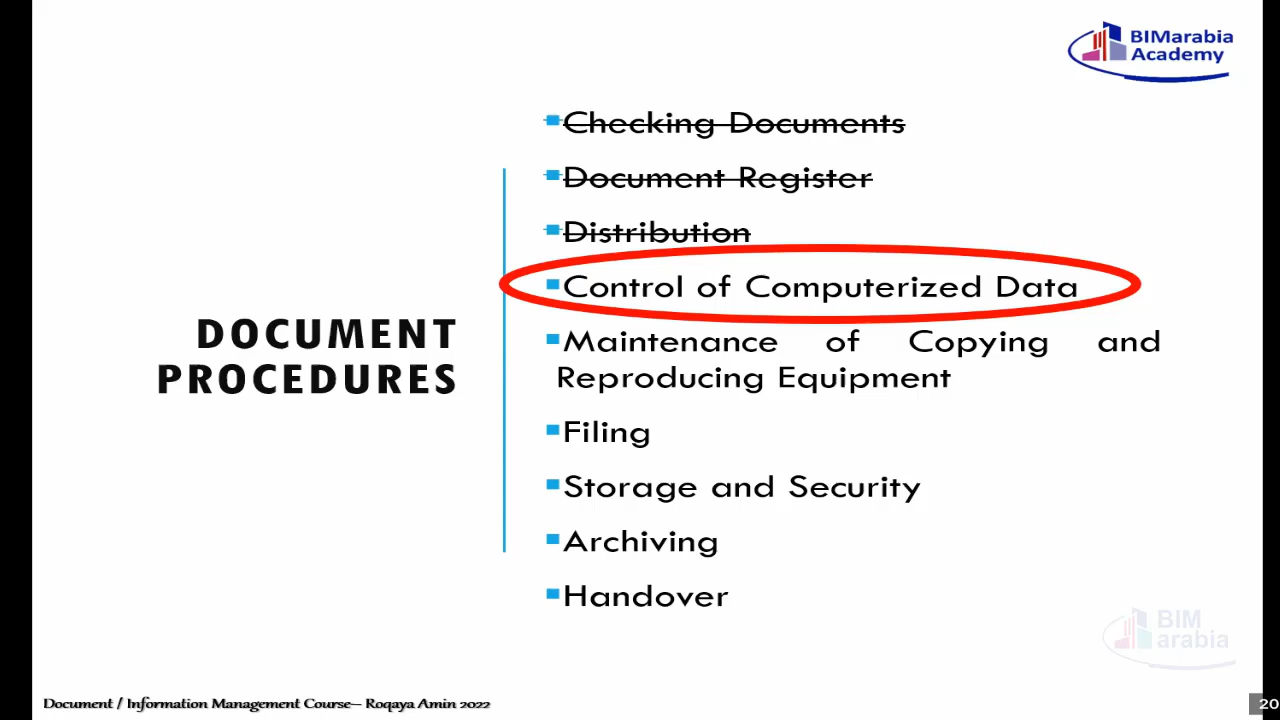 BIMarabia
Academy
Checking Documents
Document Register
Distribution
Control of Computerized Data
Maintenance of Copying and
Reproducing Equipment
Filing
Storage and Security
Archiving
Handover
DOCUMENT
PROCEDURES
BIM
arabia
Document / Information Management Course– Roqaya Amin 2022
20